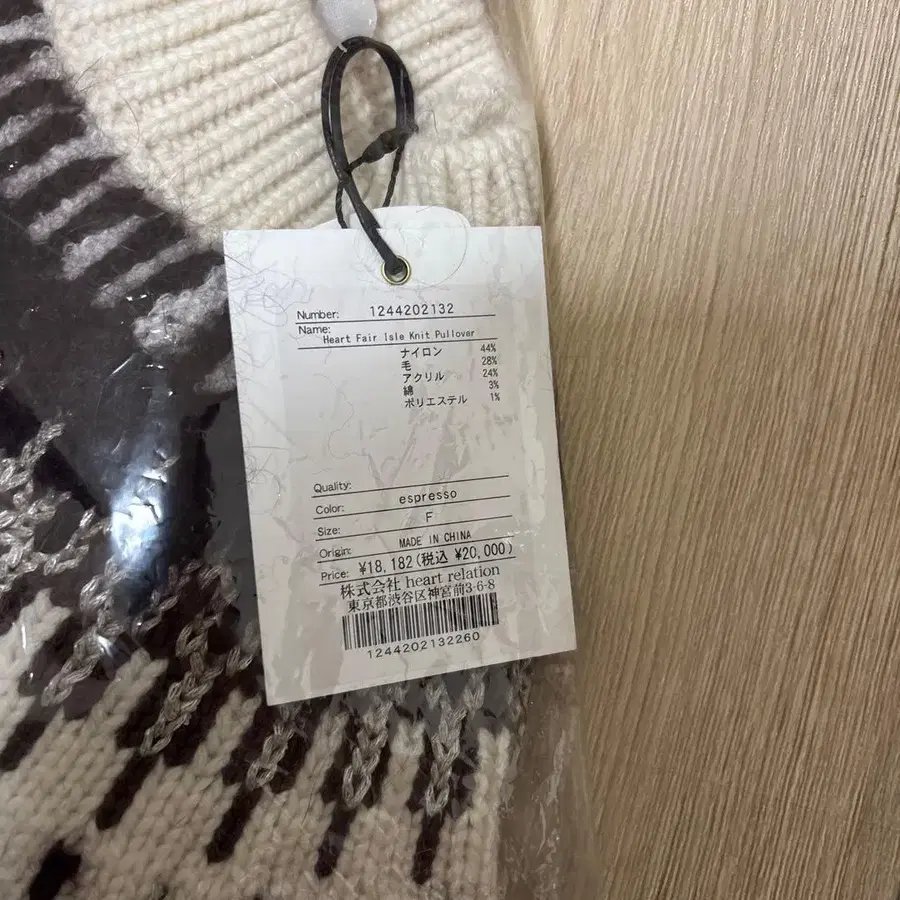 Number: 1244202132
Name:
Heart Fair Isle Knit Pullover
ナイロン 44%
毛 28%
アクリル 24%
綿 3%
ポリエステル 1%
Quality:
Color: espresso
Size: F
Origin: MADE IN CHINA
Price: ¥18,182(税込 ¥20,000)
株式会社 heart relation
東京都渋谷区神宮前3-6-8
1244202132260